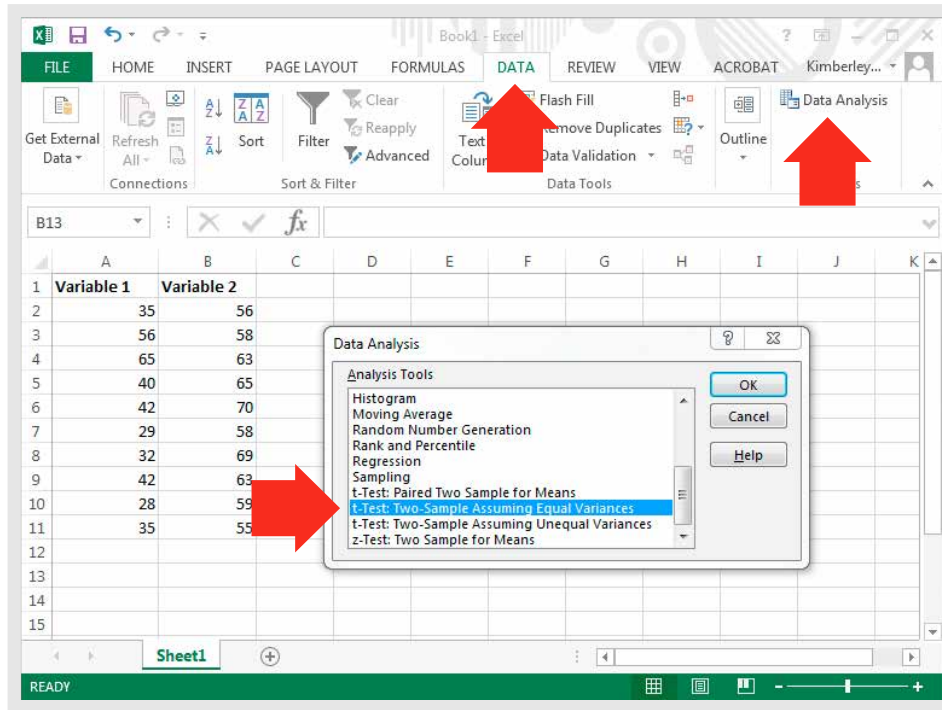 Book1 - Excel
FILE HOME INSERT PAGE LAYOUT FORMULAS DATA REVIEW VIEW ACROBAT Kimberley...
Get External Data
Refresh All
Connections
Sort
Filter
Clear
Reapply
Advanced
Sort & Filter
Text
Flash Fill
Data Validation
Data Tools
Outline
Data Analysis
B13 fx
A B C D E F G H I J K
1 Variable 1 Variable 2
2 35 56
3 56 58
4 65 63
5 40 65
6 42 70
7 29 58
8 32 69
9 42 63
10 28 59
11 35 55
12
13
14
15
Data Analysis
Analysis Tools
Histogram
Moving Average
Random Number Generation
Rank and Percentile
Regression
Sampling
t-Test: Paired Two Sample for Means
t-Test: Two-Sample Assuming Equal Variances
t-Test: Two-Sample Assuming Unequal Variances
z-Test: Two Sample for Means
OK
Cancel
Help
Sheet1
READY